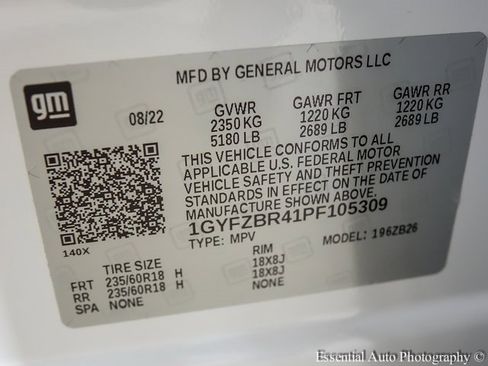 gm
MFD BY GENERAL MOTORS LLC
08/22 GVWR GAWR FRT GAWR RR
2350 KG 1220 KG 1220 KG
5180 LB 2689 LB 2689 LB
THIS VEHICLE CONFORMS TO ALL
APPLICABLE U.S. FEDERAL MOTOR
VEHICLE SAFETY AND THEFT PREVENTION
STANDARDS IN EFFECT ON THE DATE OF
MANUFACTURE SHOWN ABOVE.
1GYFZBR41PF105309
TYPE: MPV MODEL: 196ZB26
140X
TIRE SIZE RIM
FRT 235/60R18 H 18X8J
RR 235/60R18 H 18X8J
SPA NONE NONE
Essential Auto Photography ©